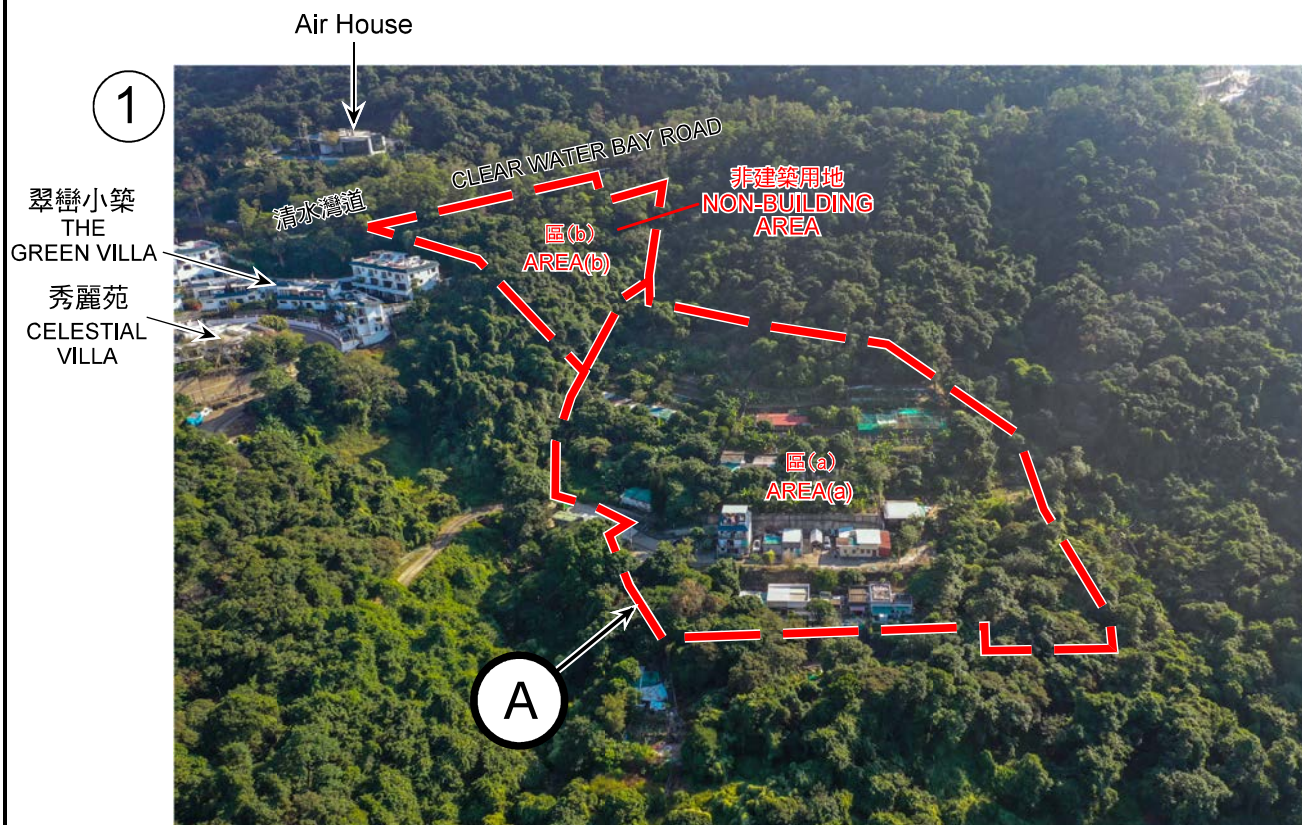 Air House
1
翠巒小築
THE
GREEN VILLA
秀麗苑
CELESTIAL
VILLA
清水灣道
CLEAR WATER BAY ROAD
非建築用地
NON-BUILDING
AREA
區(b)
AREA(b)
區(a)
AREA(a)
A